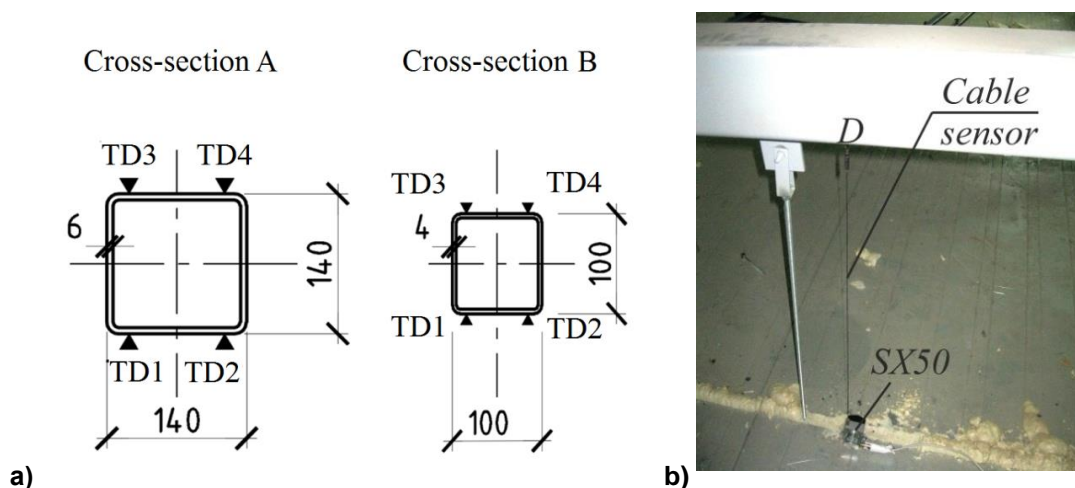 Cross-section A
Cross-section B
TD3 TD4
TD3
TD4
6
140
4
100
TD1 TD2
TD1
TD2
140
100
a)
b)
Cable
sensor
D
SX50